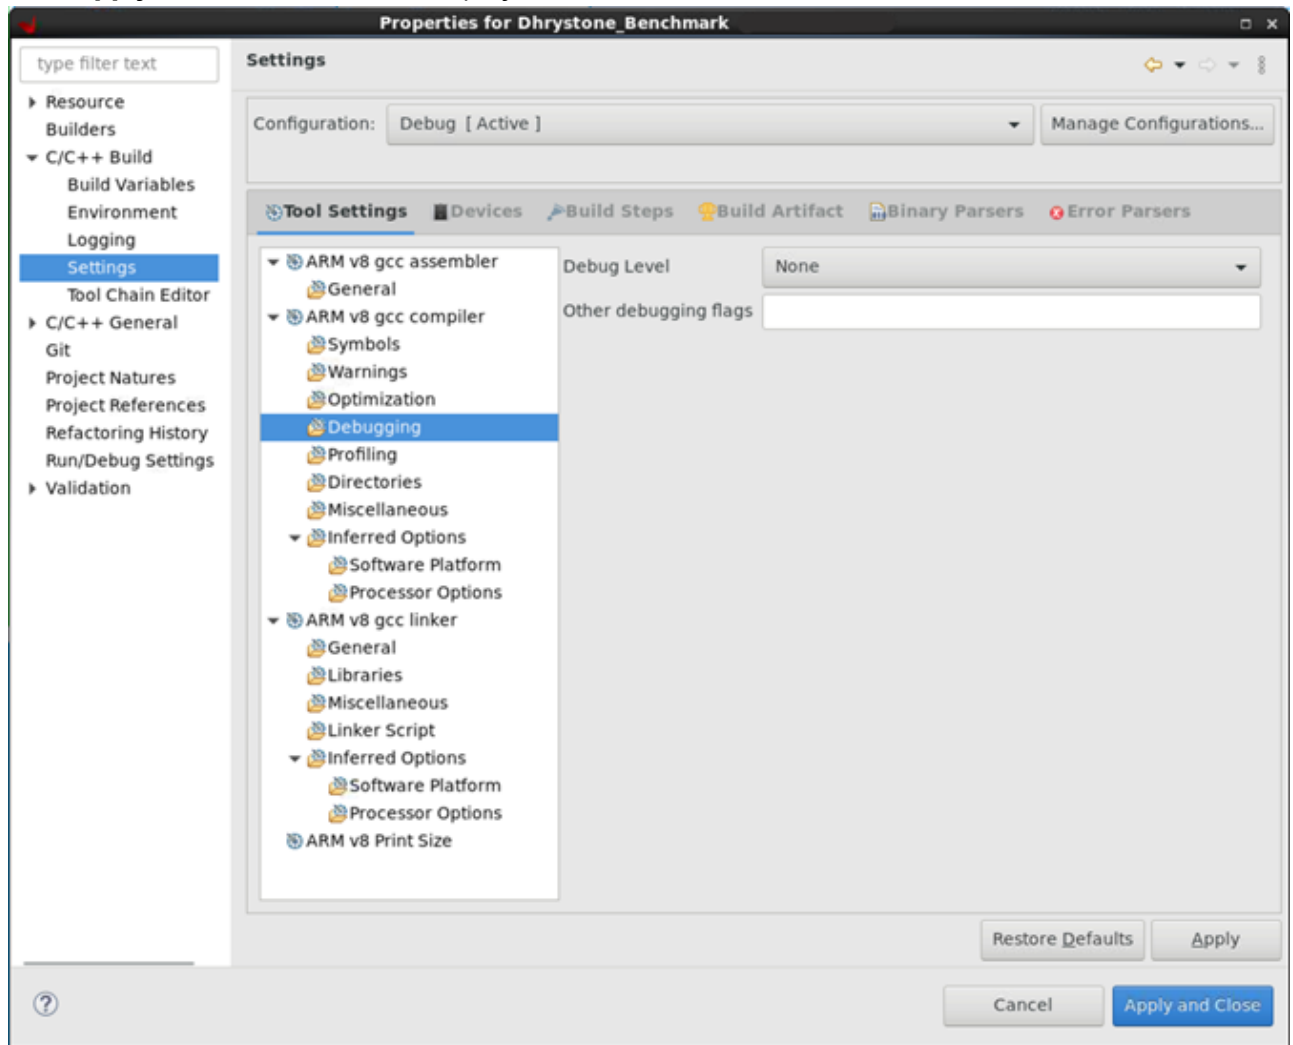 Properties for Dhrystone_Benchmark
type filter text
Resource
Builders
C/C++ Build
Build Variables
Environment
Logging
Settings
Tool Chain Editor
C/C++ General
Git
Project Natures
Project References
Refactoring History
Run/Debug Settings
Validation
Settings
Configuration: Debug [ Active ] Manage Configurations...
Tool Settings Devices Build Steps Build Artifact Binary Parsers Error Parsers
ARM v8 gcc assembler
General
ARM v8 gcc compiler
Symbols
Warnings
Optimization
Debugging
Profiling
Directories
Miscellaneous
Inferred Options
Software Platform
Processor Options
ARM v8 gcc linker
General
Libraries
Miscellaneous
Linker Script
Inferred Options
Software Platform
Processor Options
ARM v8 Print Size
Debug Level None
Other debugging flags
Restore Defaults Apply
Cancel Apply and Close